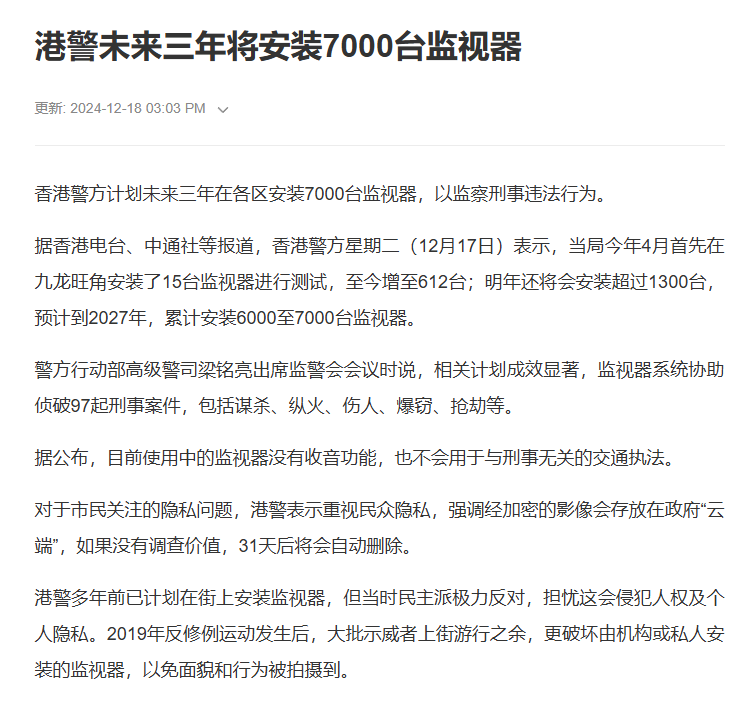 港警未来三年将安装7000台监视器
更新: 2024-12-18 03:03 PM
香港警方计划未来三年在各区安装7000台监视器，以监察刑事违法行为。
据香港电台、中通社等报道，香港警方星期二（12月17日）表示，当局今年4月首先在
九龙旺角安装了15台监视器进行测试，至今增至612台；明年还将会安装超过1300台，
预计到2027年，累计安装6000至7000台监视器。
警方行动部高级警司梁铭亮出席监警会会议时说，相关计划成效显著，监视器系统协助
侦破97起刑事案件，包括谋杀、纵火、伤人、爆窃、抢劫等。
据公布，目前使用中的监视器没有收音功能，也不会用于与刑事无关的交通执法。
对于市民关注的隐私问题，港警表示重视民众隐私，强调经加密的影像会存放在政府“云
端”，如果没有调查价值，31天后将会自动删除。
港警多年前已计划在街上安装监视器，但当时民主派极力反对，担忧这会侵犯人权及个
人隐私。2019年反修例运动发生后，大批示威者上街游行之余，更破坏由机构或私人安
装的监视器，以免面貌和行为被拍摄到。